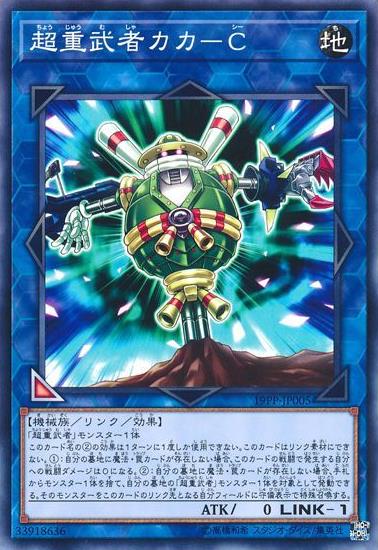 超重武者カカーC
地
19PP-JP005
【機械族/リンク/効果】
「超重武者」モンスター1体
このカード名の②の効果は1ターンに1度しか使用できない。このカードはリンク素材にできない。①:自分の墓地に魔法・罠カードが存在しない場合、このカードの戦闘で発生する自分への戦闘ダメージは0になる。②:自分の墓地に魔法・罠カードが存在しない場合、手札からモンスター1体を捨て、自分の墓地の「超重武者」モンスター1体を対象として発動できる。そのモンスターをこのカードのリンク先となる自分フィールドに守備表示で特殊召喚する。
ATK/ 0 LINK-1
33918636
©高橋和希 スタジオ・ダイス/集英社